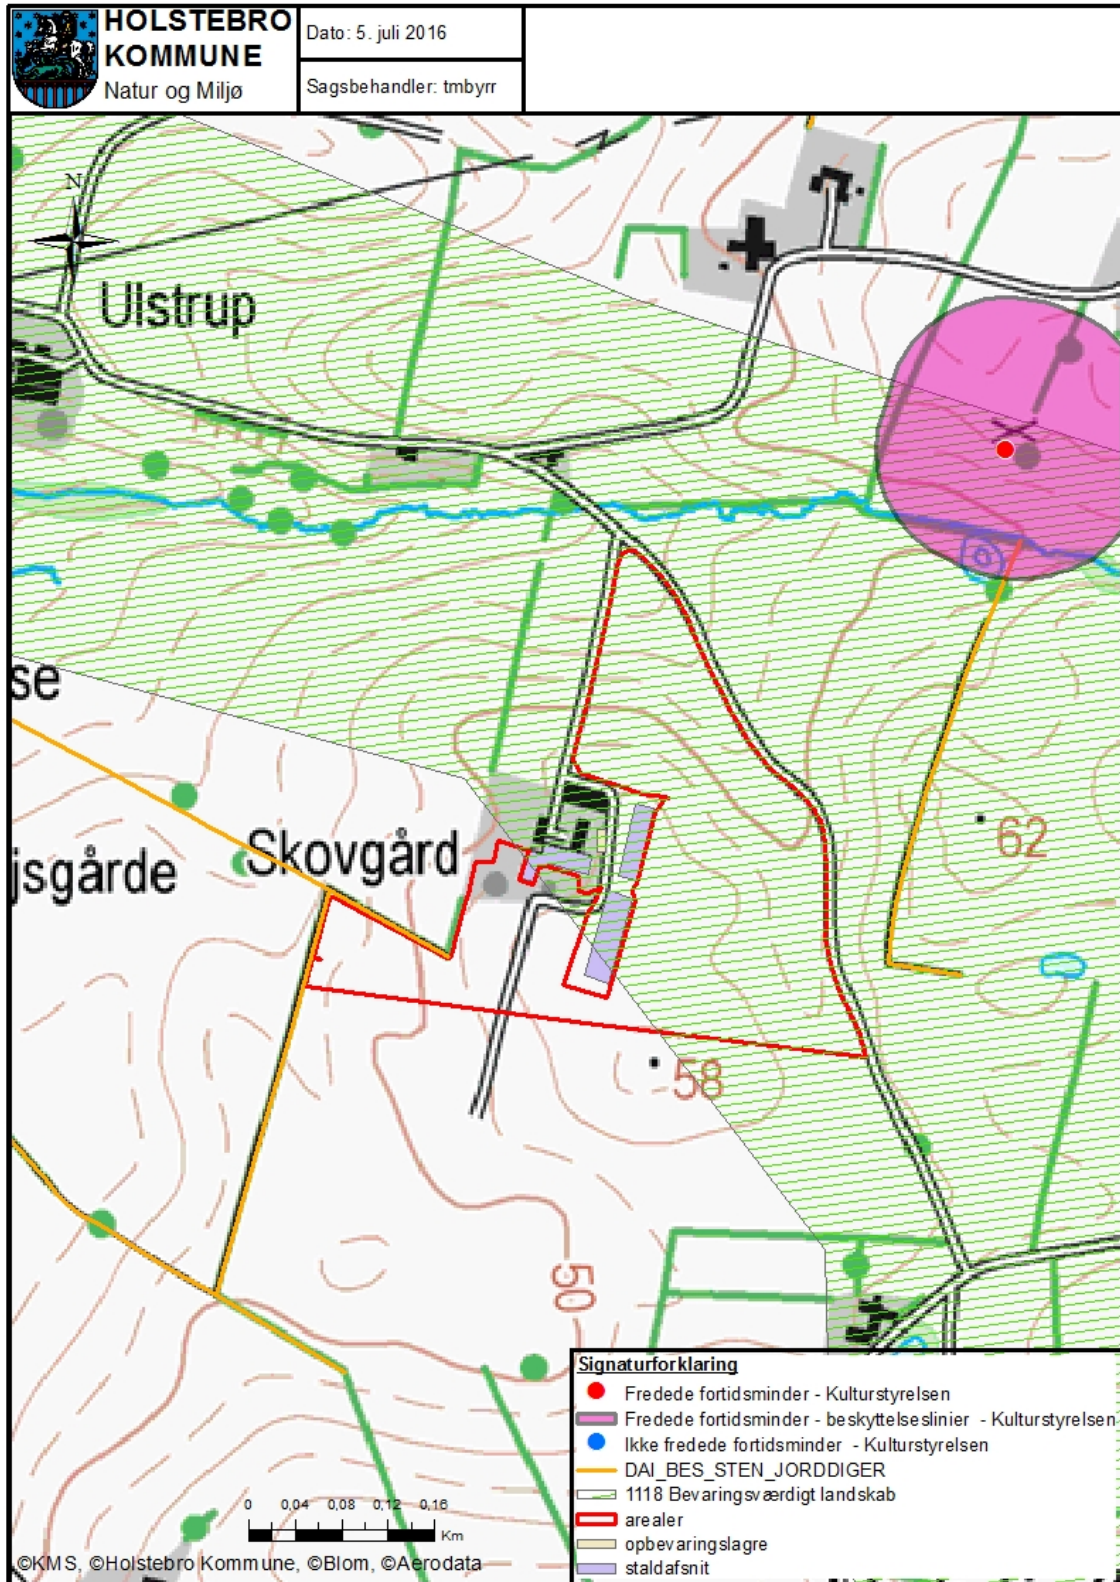 HOLSTEBRO
KOMMUNE
Natur og Miljø
Dato: 5. juli 2016
Sagsbehandler: tmbyrr
N
Ulstrup
se
Skovgård
jsgårde
62
58
50
Signaturforklaring
Fredede fortidsminder - Kulturstyrelsen
Fredede fortidsminder - beskyttelseslinier - Kulturstyrelsen
Ikke fredede fortidsminder - Kulturstyrelsen
DAI_BES_STEN_JORDDIGER
1118 Bevaringsværdigt landskab
arealer
opbevaringslagre
staldafsnit
0 0,04 0,08 0,12 0,16
Km
©KMS, ©Holstebro Kommune, ©Blom, ©Aerodata